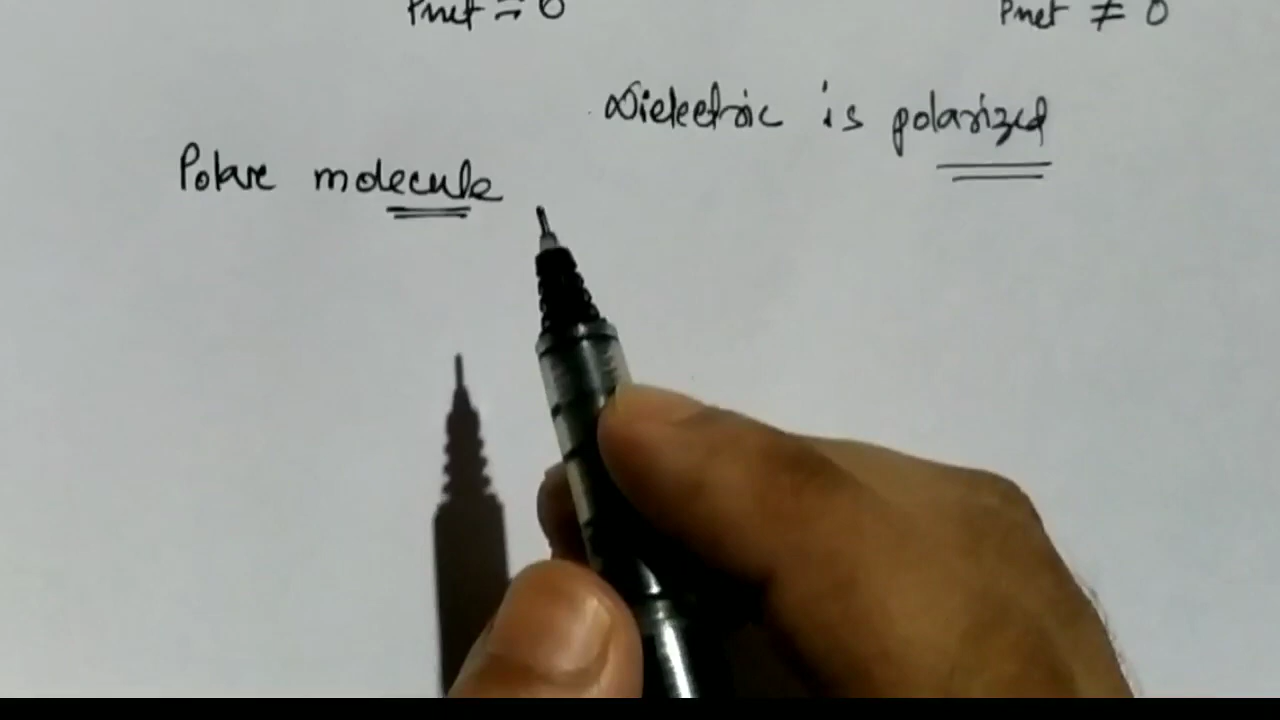 Pnet = 0 Pnet ≠ 0
Dielectric is polarized
Polar molecule